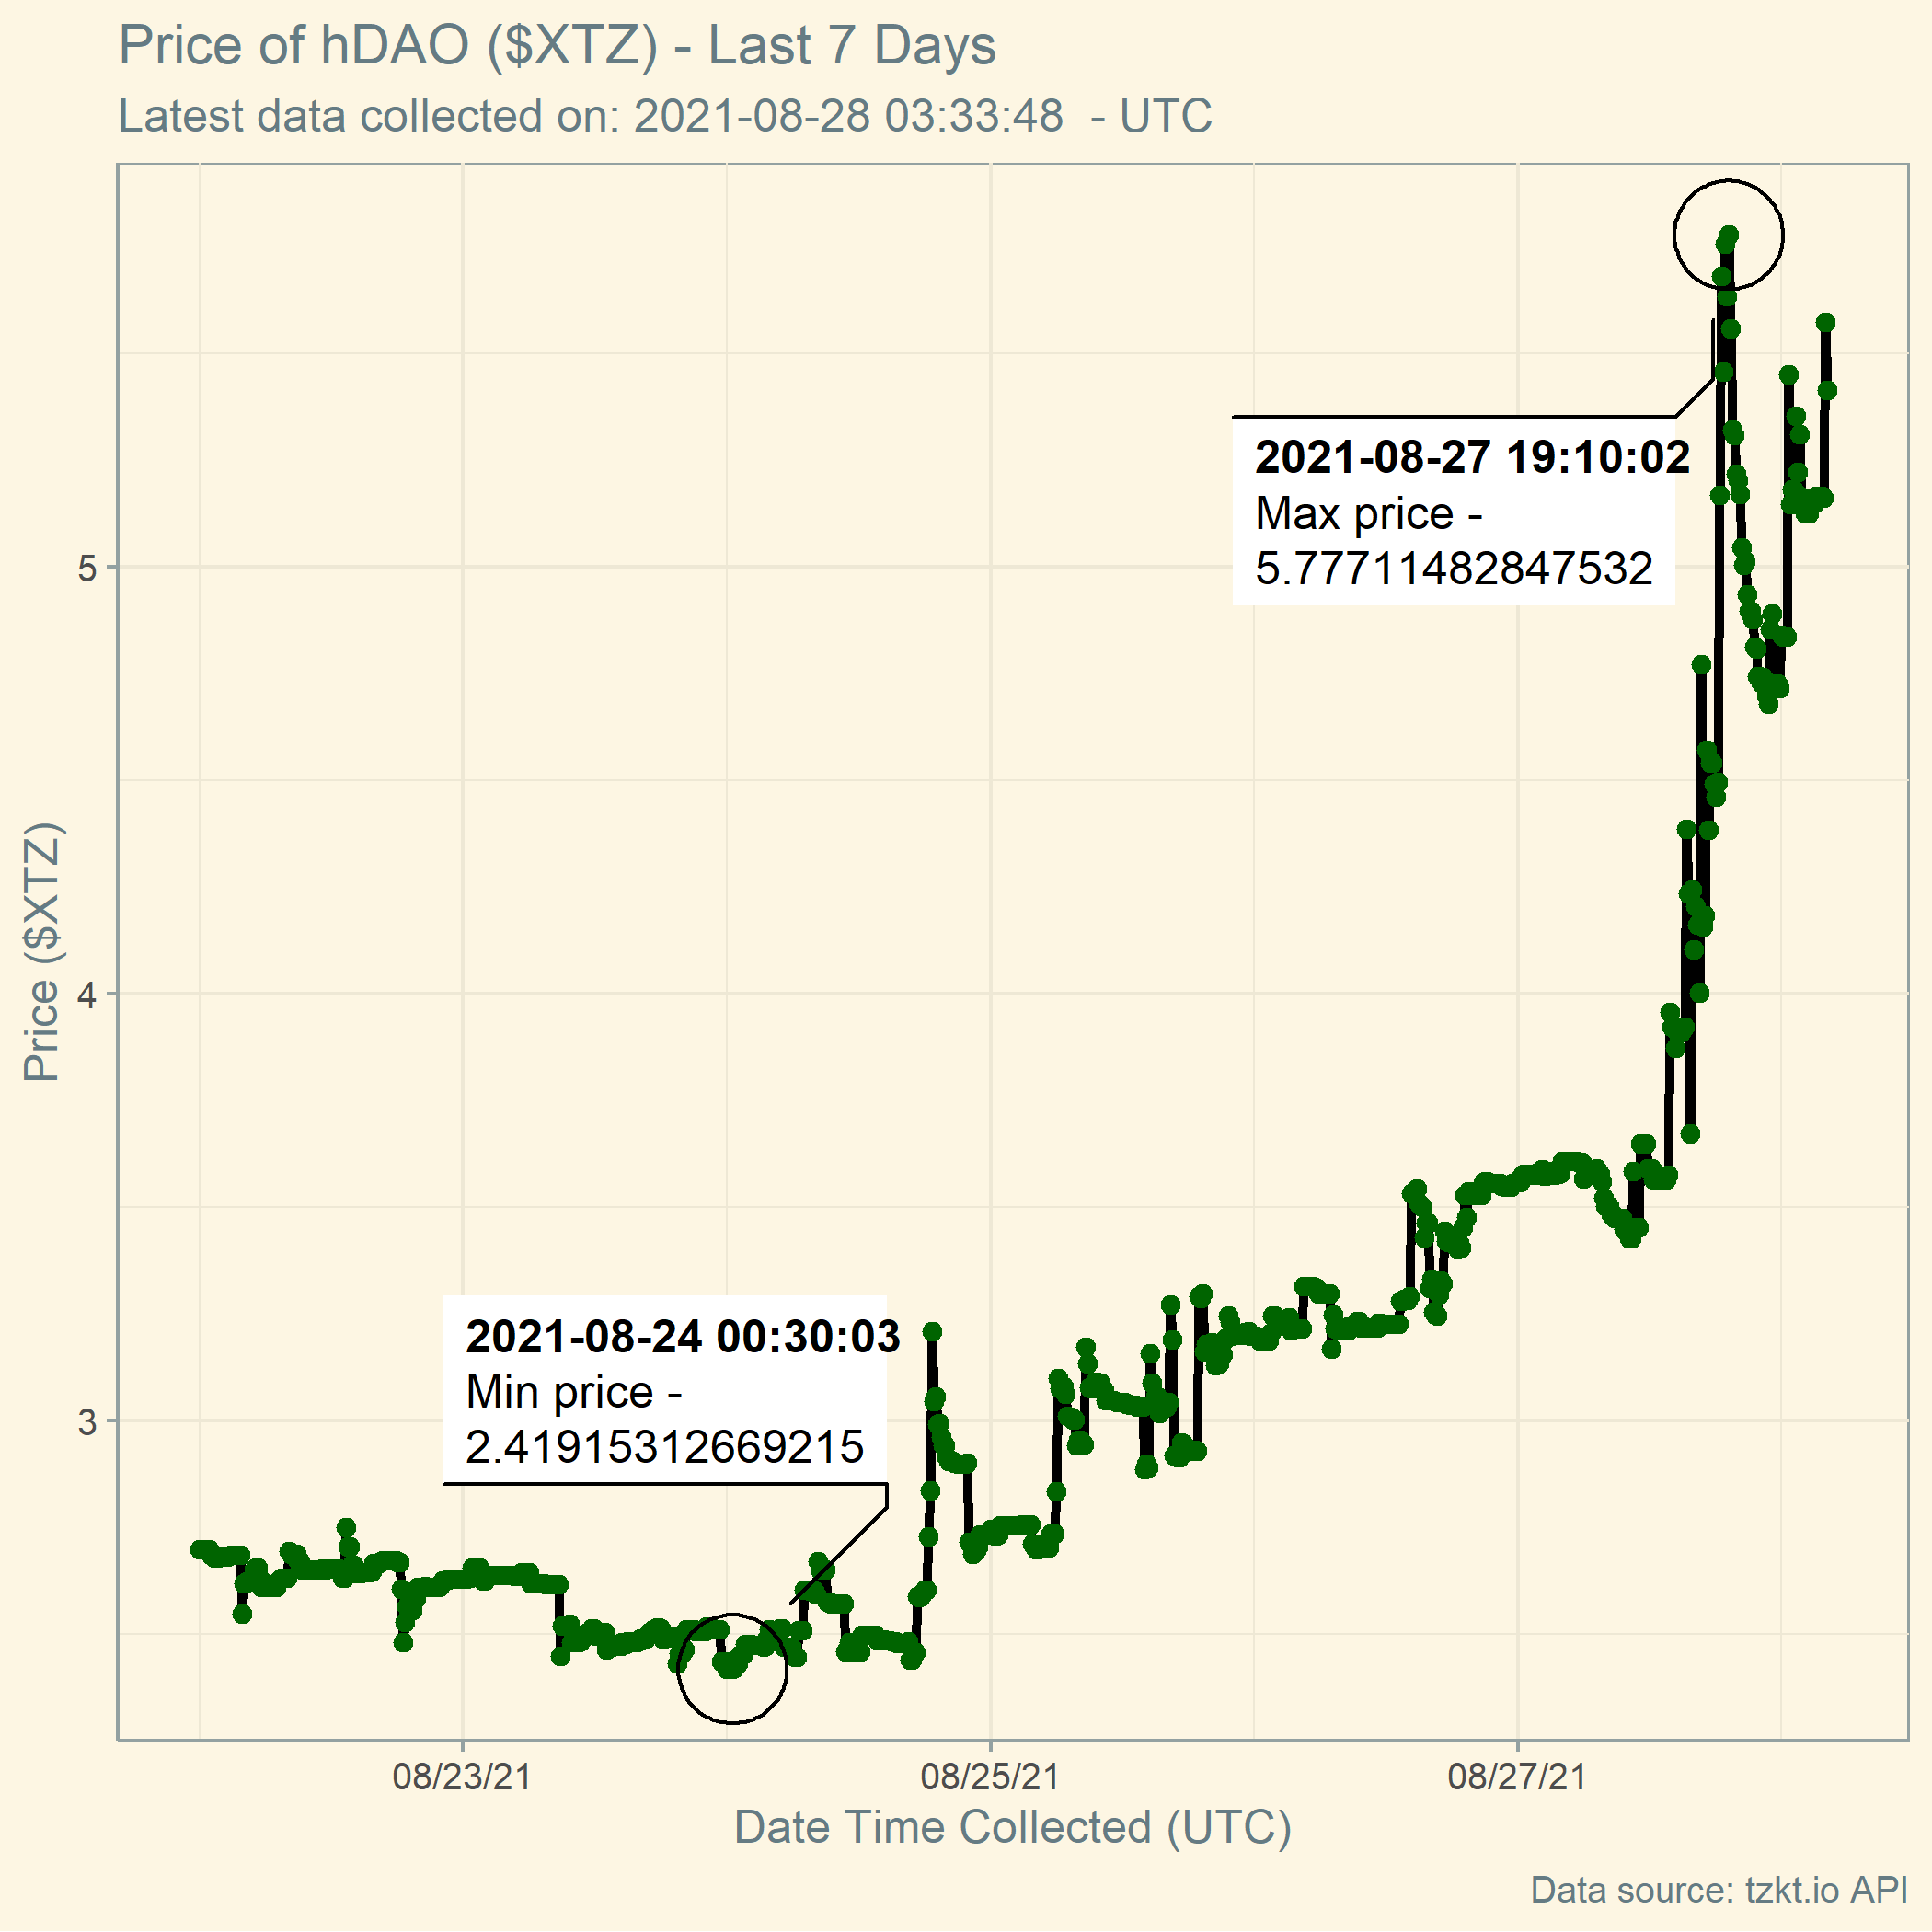 Price of hDAO ($XTZ) - Last 7 Days
Latest data collected on: 2021-08-28 03:33:48  - UTC
Price ($XTZ)
5
4
3
2021-08-27 19:10:02
Max price -
5.77711482847532
2021-08-24 00:30:03
Min price -
2.41915312669215
08/23/21
08/25/21
08/27/21
Date Time Collected (UTC)
Data source: tzkt.io API